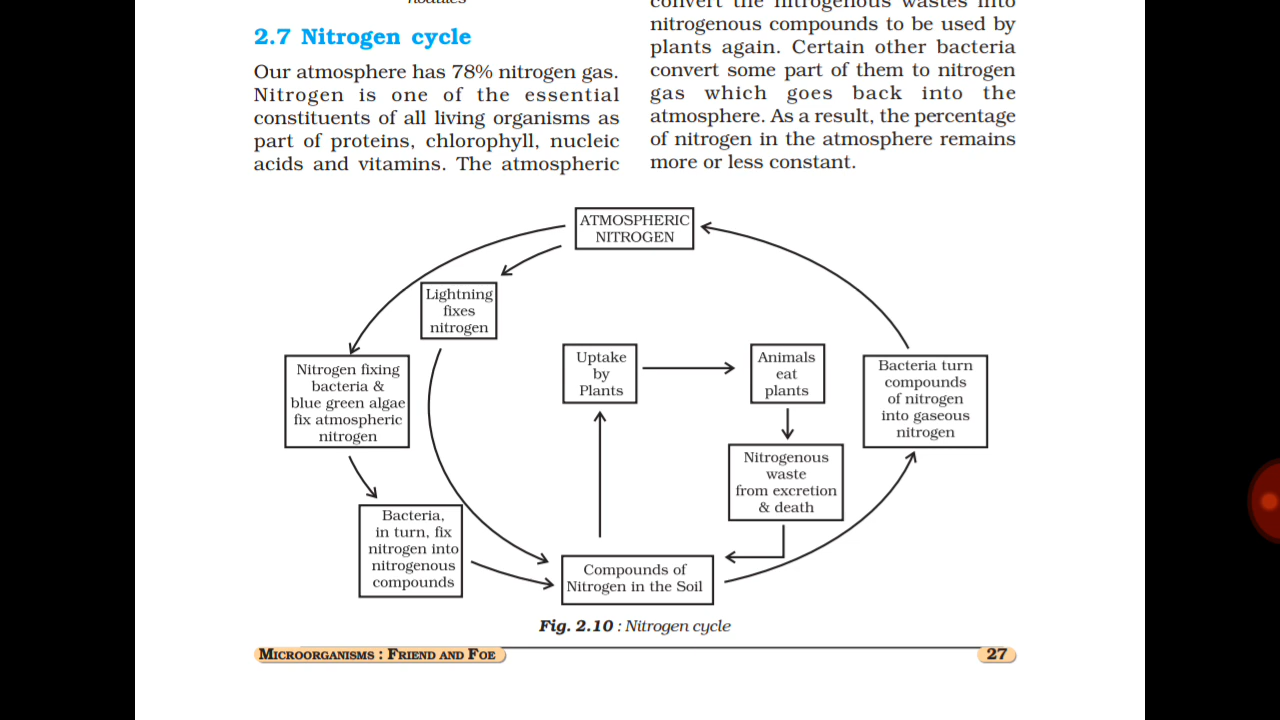 nodules
2.7 Nitrogen cycle
Our atmosphere has 78% nitrogen gas.
Nitrogen is one of the essential
constituents of all living organisms as
part of proteins, chlorophyll, nucleic
acids and vitamins. The atmospheric
convert the nitrogenous wastes into
nitrogenous compounds to be used by
plants again. Certain other bacteria
convert some part of them to nitrogen
gas which goes back into the
atmosphere. As a result, the percentage
of nitrogen in the atmosphere remains
more or less constant.
ATMOSPHERIC
NITROGEN
Lightning
fixes
nitrogen
Nitrogen fixing
bacteria &
blue green algae
fix atmospheric
nitrogen
Bacteria,
in turn, fix
nitrogen into
nitrogenous
compounds
Uptake
by
Plants
Animals
eat
plants
Nitrogenous
waste
from excretion
& death
Compounds of
Nitrogen in the Soil
Bacteria turn
compounds
of nitrogen
into gaseous
nitrogen
Fig. 2.10 : Nitrogen cycle
MICROORGANISMS : FRIEND AND FOE
27